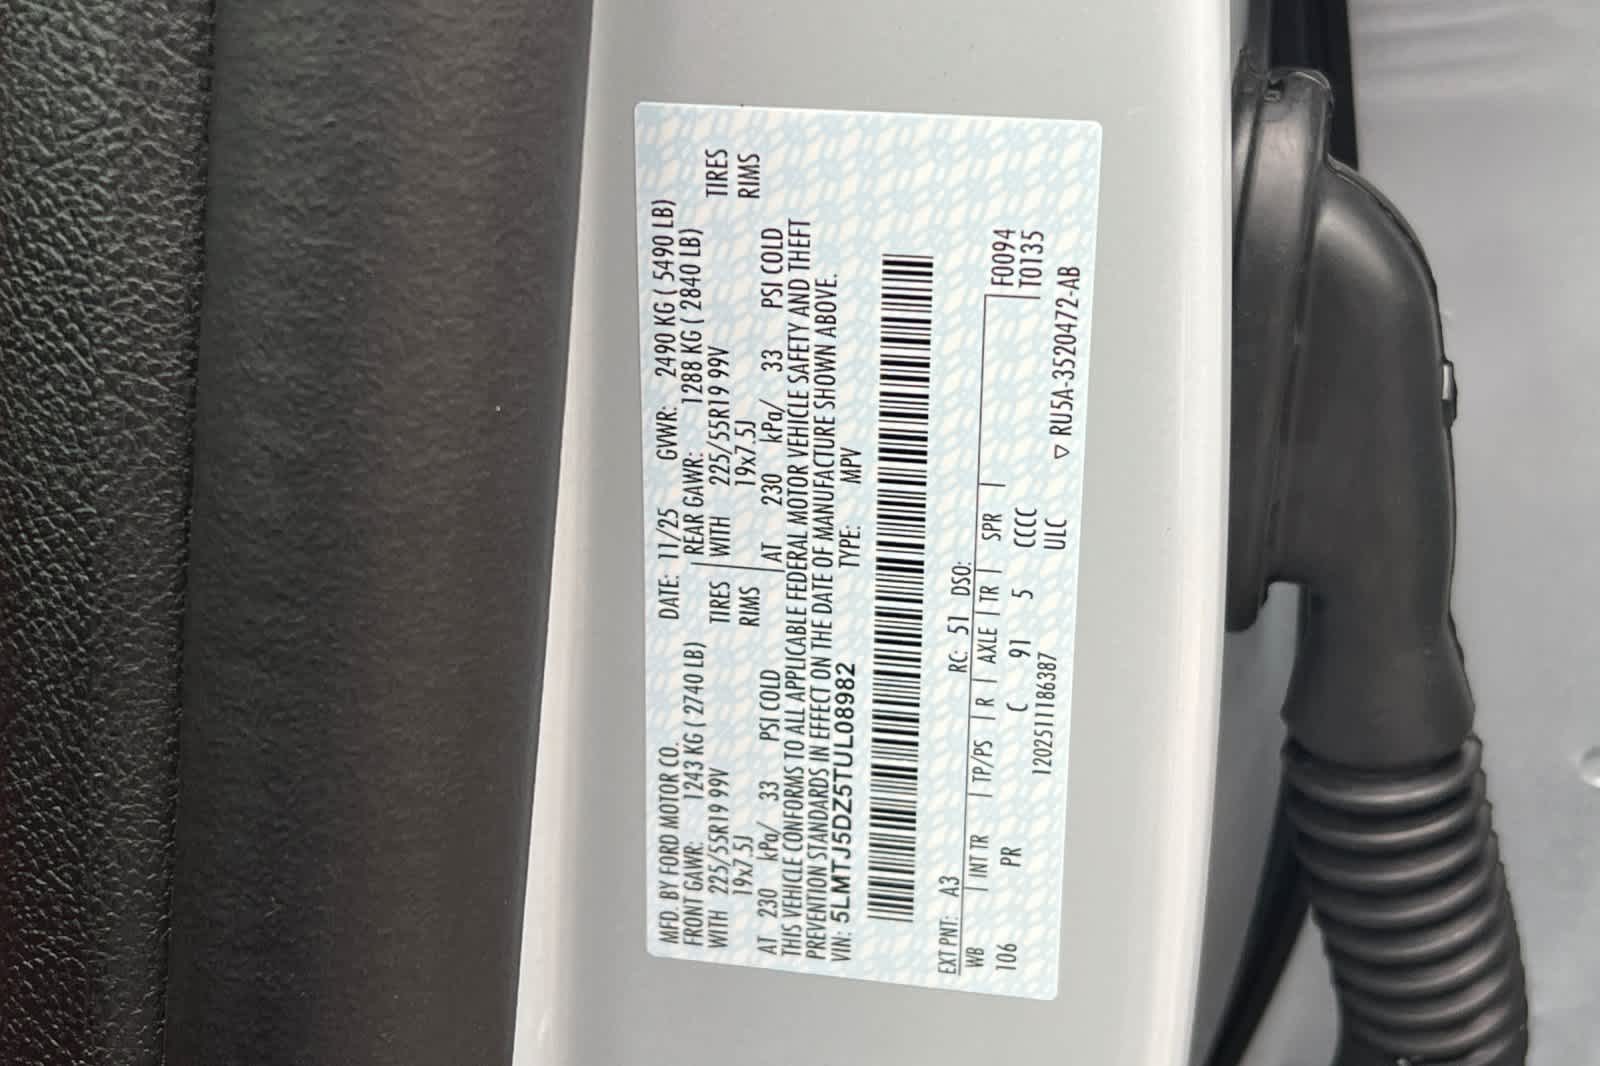 MFD. BY FORD MOTOR CO. DATE: 11/25 GVWR: 2490 KG ( 5490 LB)
FRONT GAWR: 1243 KG ( 2740 LB) REAR GAWR: 1288 KG ( 2840 LB)
WITH 225/55R19 99V TIRES WITH 225/55R19 99V TIRES
19x7.5J RIMS 19x7.5J RIMS
AT 230 kPa/ 33 PSI COLD AT 230 kPa/ 33 PSI COLD
THIS VEHICLE CONFORMS TO ALL APPLICABLE FEDERAL MOTOR VEHICLE SAFETY AND THEFT
PREVENTION STANDARDS IN EFFECT ON THE DATE OF MANUFACTURE SHOWN ABOVE.
VIN: 5LMTJ5DZ5TUL08982 TYPE: MPV
EXT PNT: A3 RC: 51 DSO:
WB INT TR TP/PS R AXLE TR SPR F0094
106 PR C 91 5 CCCC T0135
1202511186387 ULC ▽ RU5A-3520472-AB